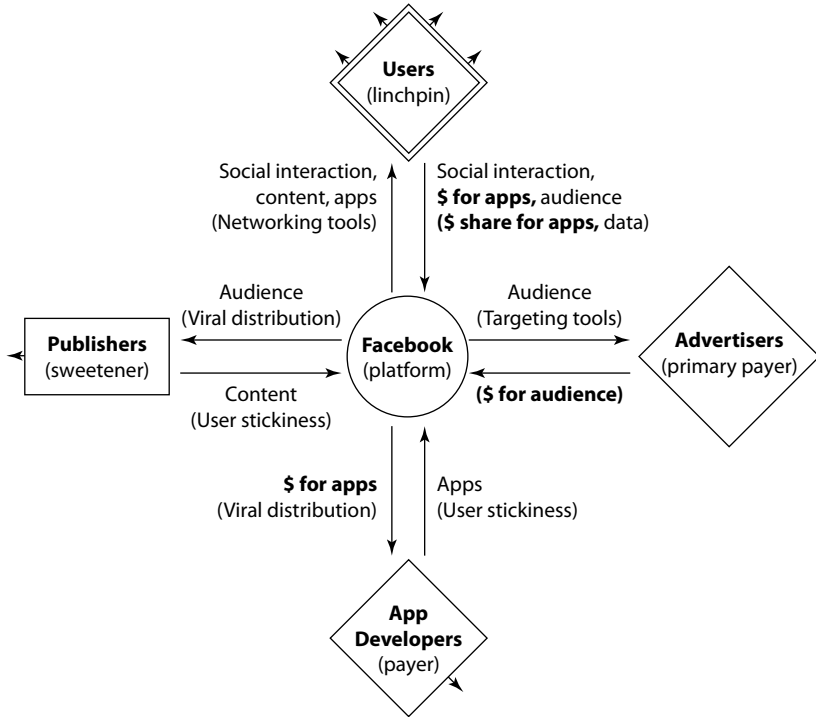 Users
(linchpin)
Social interaction,
content, apps
(Networking tools)
Social interaction,
$ for apps, audience
($ share for apps, data)
Audience
(Viral distribution)
Audience
(Targeting tools)
Publishers
(sweetener)
Facebook
(platform)
Advertisers
(primary payer)
Content
(User stickiness)
($ for audience)
$ for apps
(Viral distribution)
Apps
(User stickiness)
App
Developers
(payer)